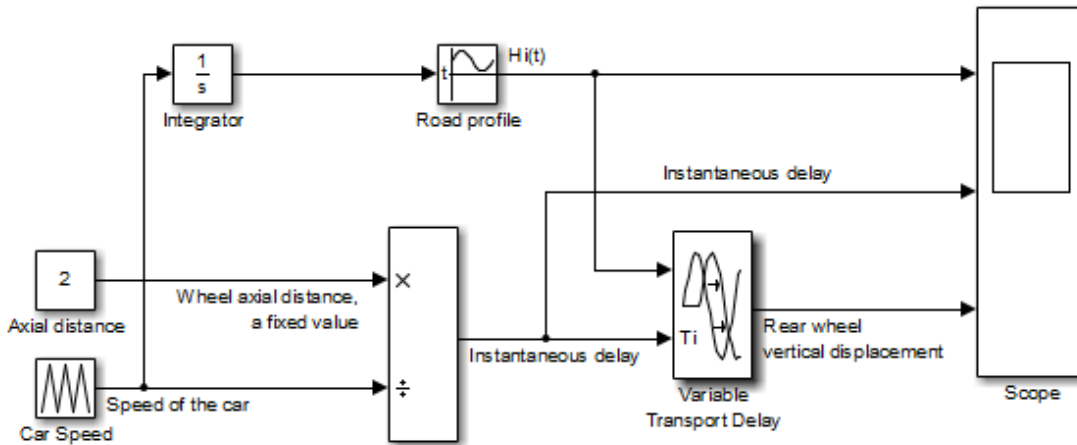 1
s
Integrator
t
Hi(t)
Road profile
Instantaneous delay
2
Axial distance
Wheel axial distance,
a fixed value
×
÷
Speed of the car
Car Speed
Instantaneous delay
Ti
Variable
Transport Delay
Rear wheel
vertical displacement
Scope